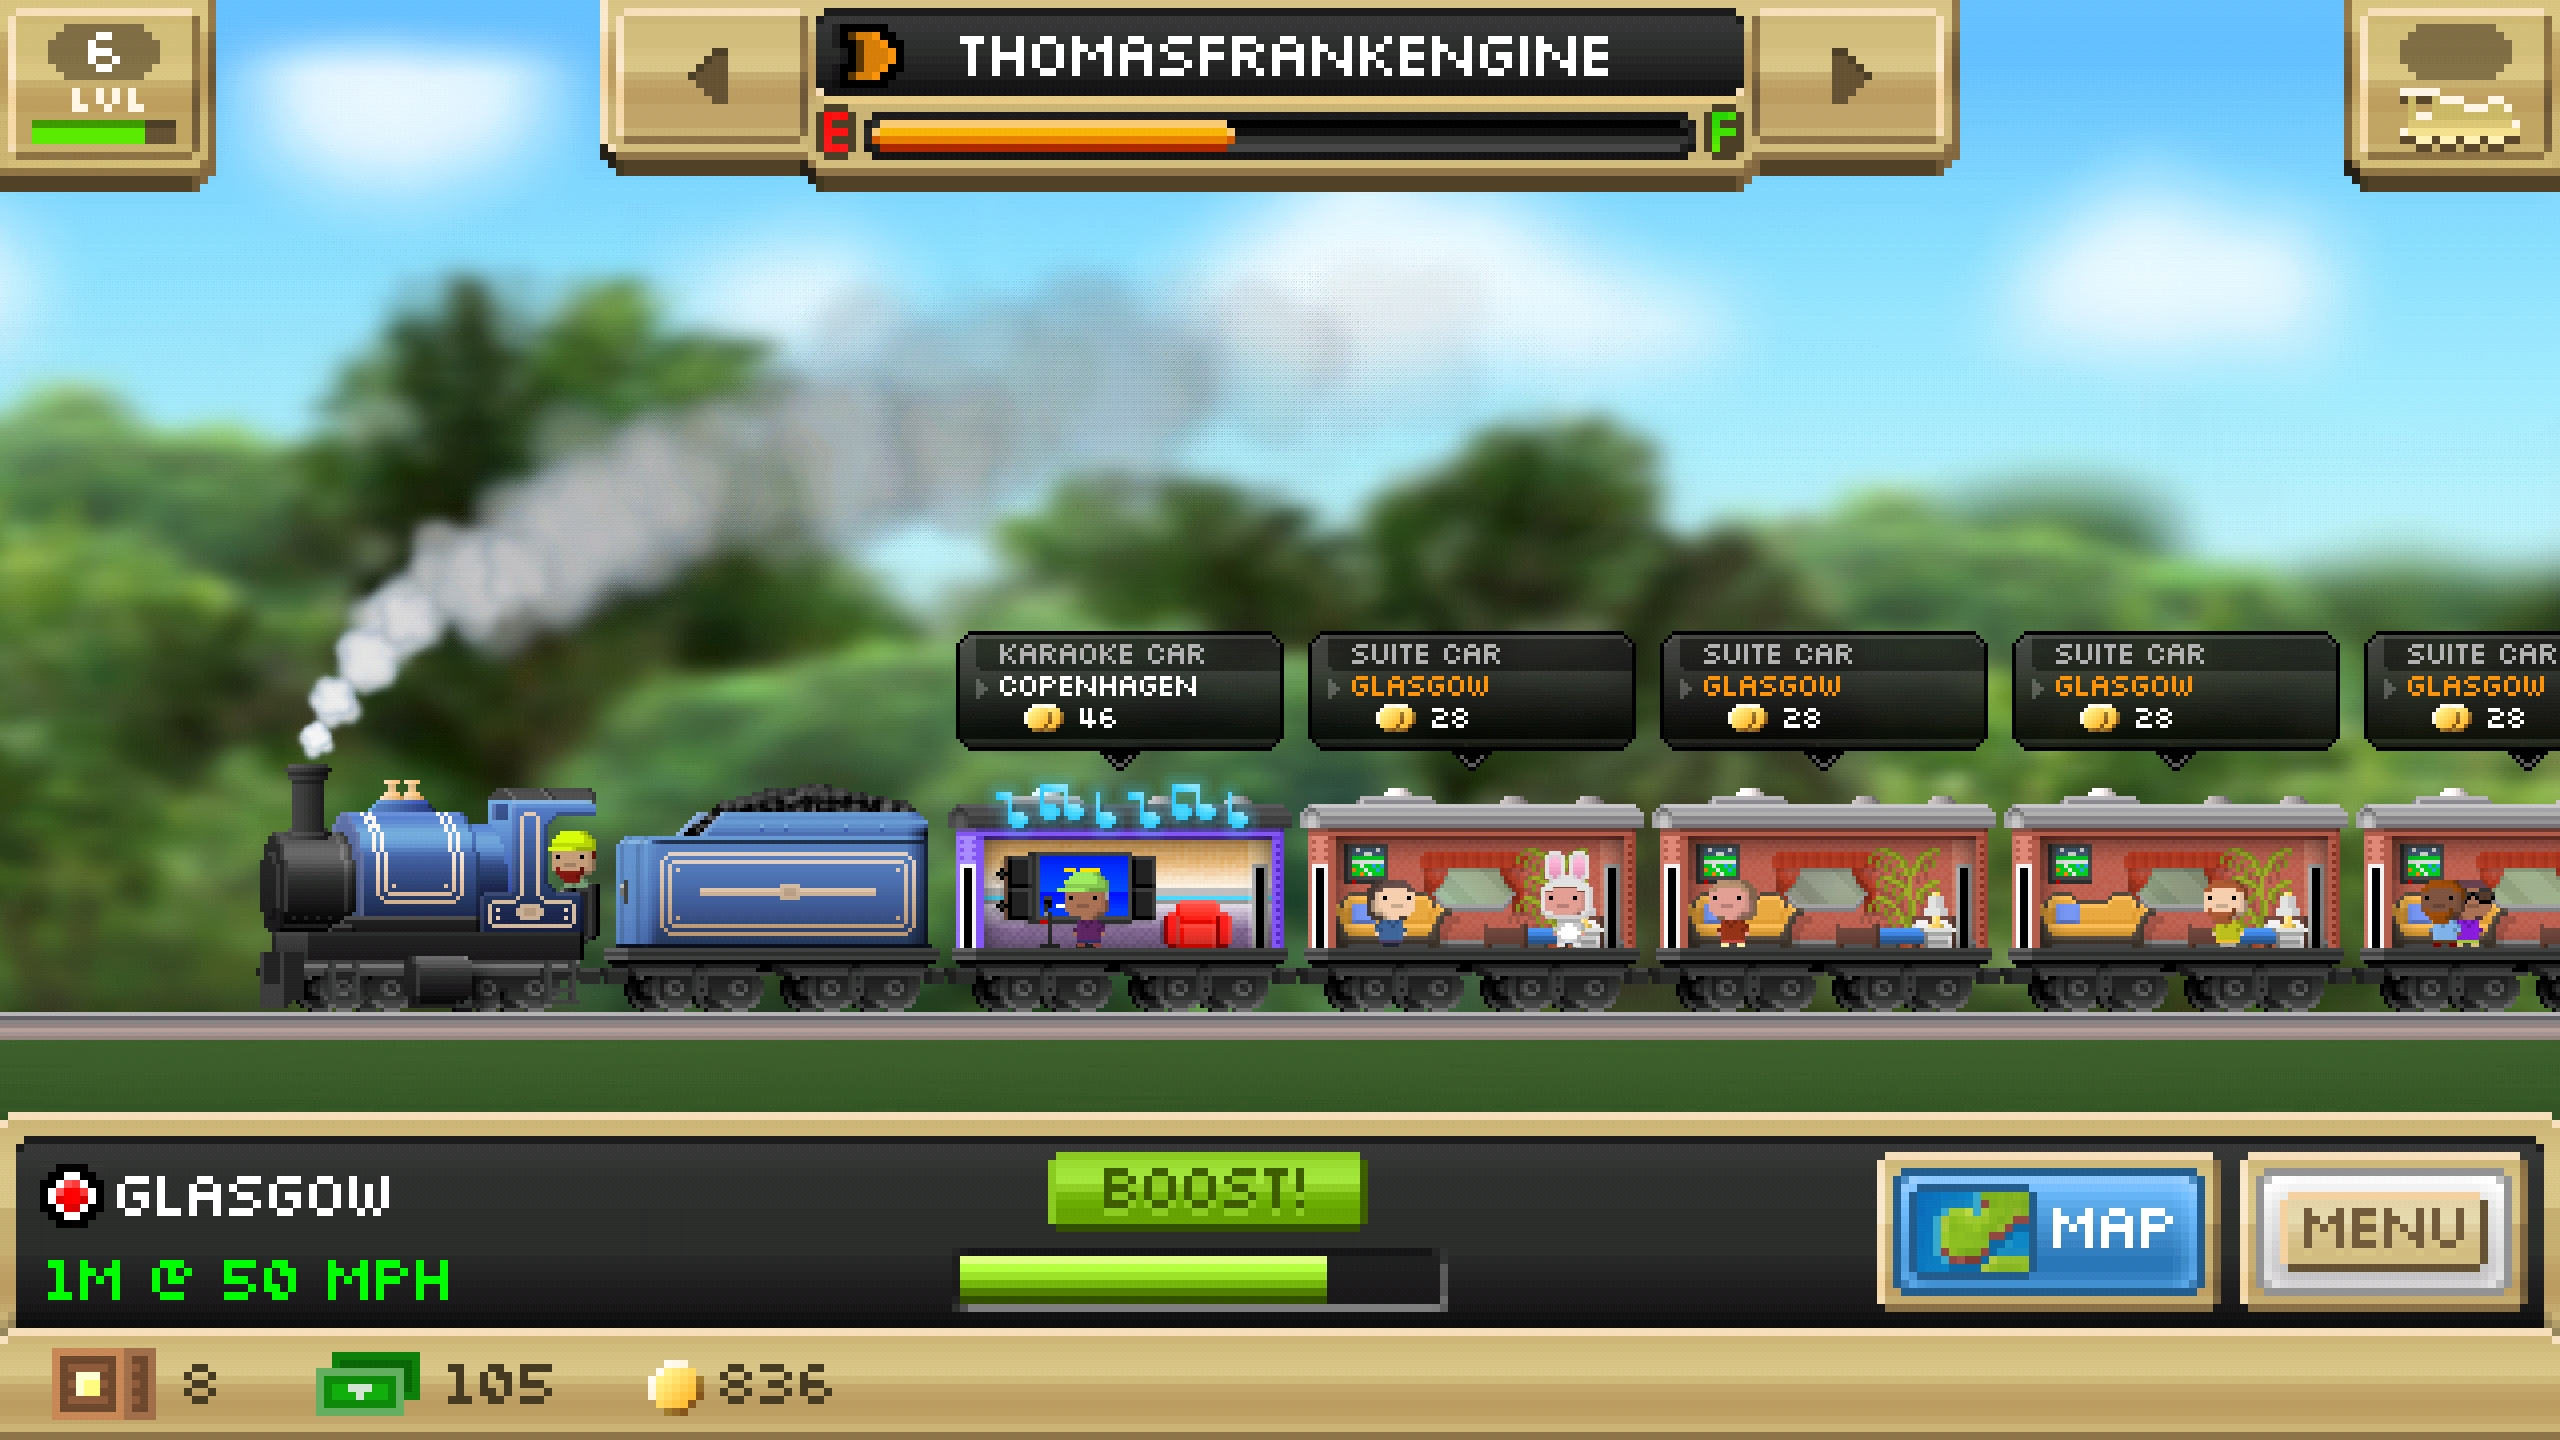 6
LVL
THOMASFRANKENGINE
E F
KARAOKE CAR
COPENHAGEN
46
SUITE CAR
GLASGOW
28
SUITE CAR
GLASGOW
28
SUITE CAR
GLASGOW
28
SUITE CAR
GLASGOW
28
GLASGOW
1M @ 50 MPH
BOOST!
MAP
MENU
8
105
836